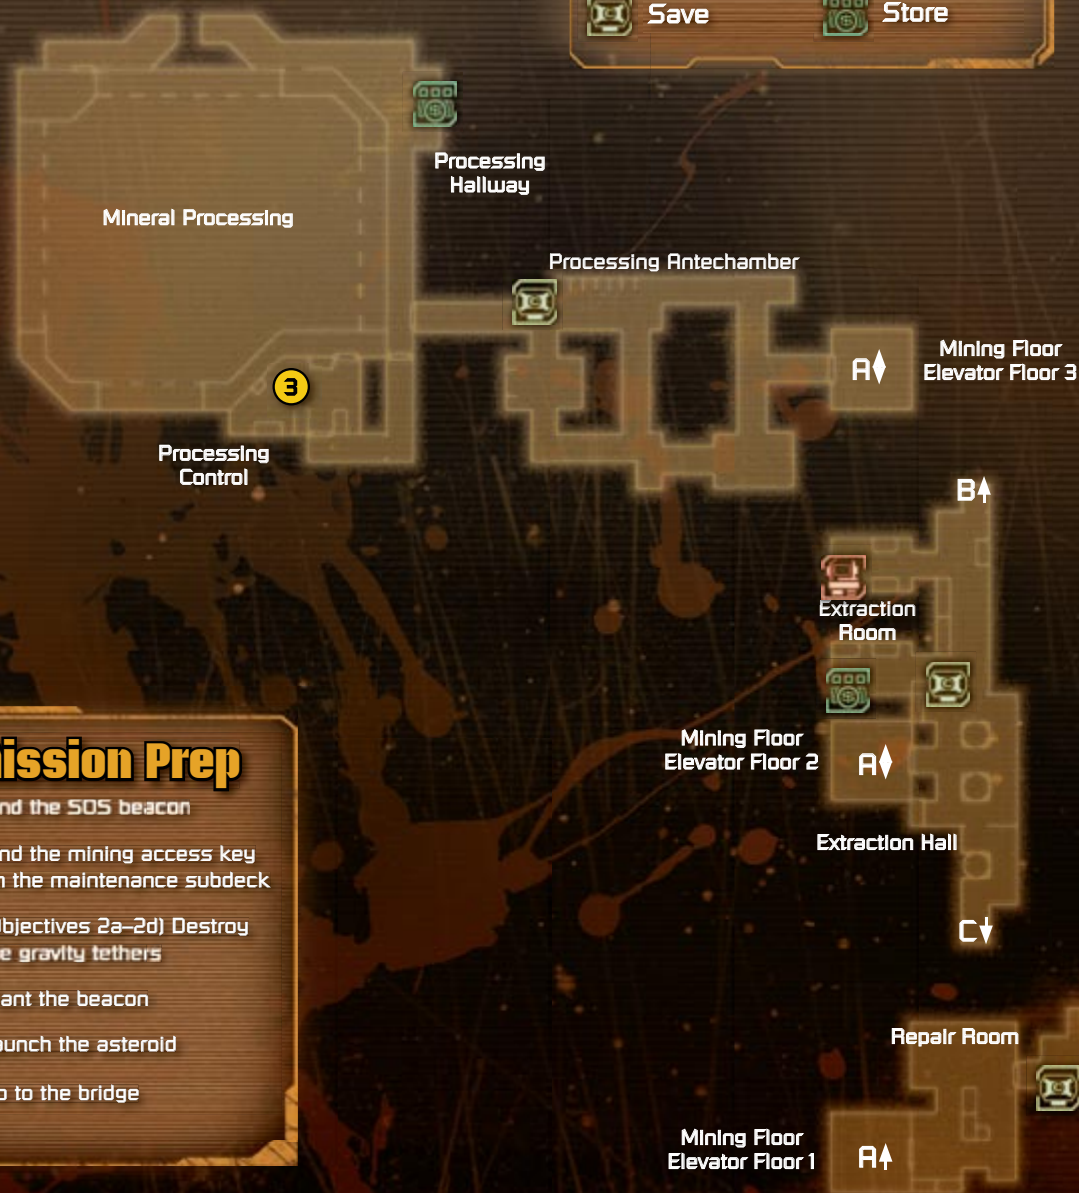 Save
Store
Processing
Hallway
Mineral Processing
Processing Antechamber
A
Mining Floor
Elevator Floor 3
3
Processing
Control
B
Extraction
Room
Mining Floor
Elevator Floor 2
A
Extraction Hall
C
ission Prep
nd the SOS beacon
nd the mining access key
the maintenance subdeck
bjectives 2a–2d) Destroy
e gravity tethers
ant the beacon
unch the asteroid
to the bridge
Repair Room
Mining Floor
Elevator Floor 1
A